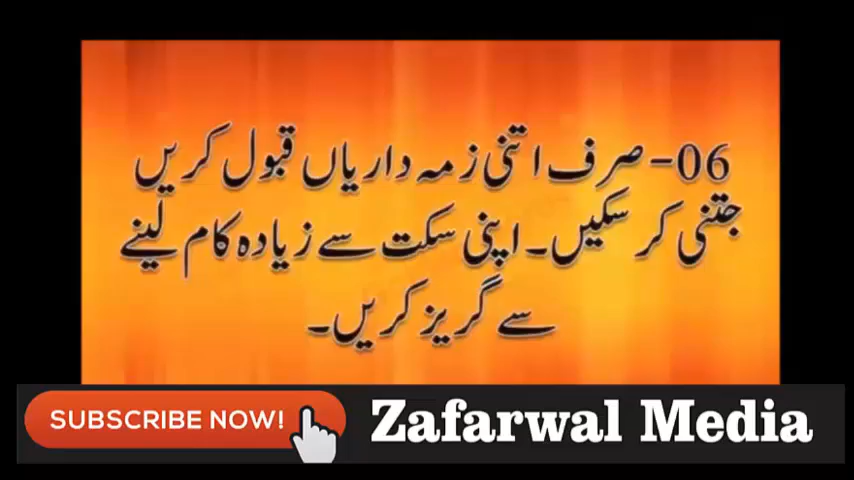 06- صرف اتنی زمہ داریاں قبول کریں
جتنی کر سکیں۔ اپنی سکت سے زیادہ کام لینے
سے گریز کریں۔
SUBSCRIBE NOW!
Zafarwal Media